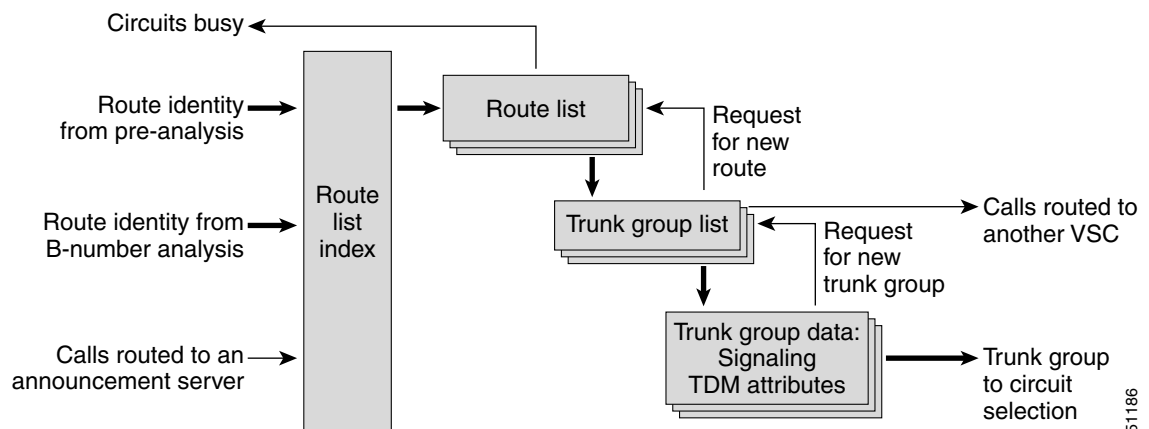 Circuits busy
Route identity
from pre-analysis
Route list
Request
for new
route
Route
list
index
Route identity from
B-number analysis
Trunk group list
Calls routed to
another VSC
Request
for new
trunk group
Calls routed to an
announcement server
Trunk group data:
Signaling
TDM attributes
Trunk group
to circuit
selection
51186